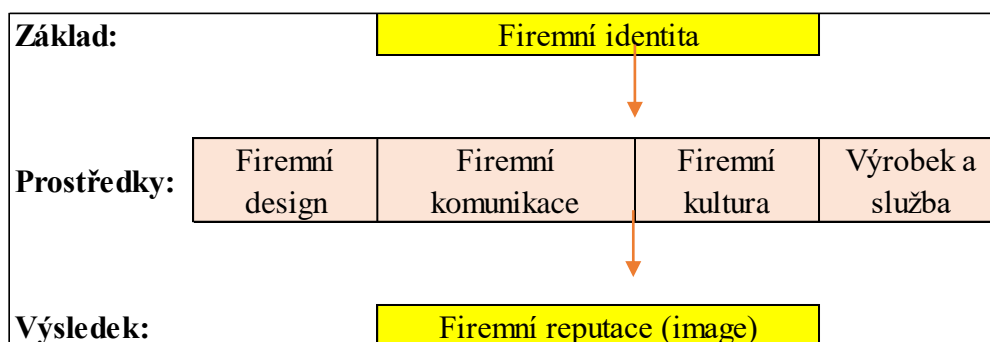 Základ: Firemní identita
Prostředky: Firemní design Firemní komunikace Firemní kultura Výrobek a služba
Výsledek: Firemní reputace (image)